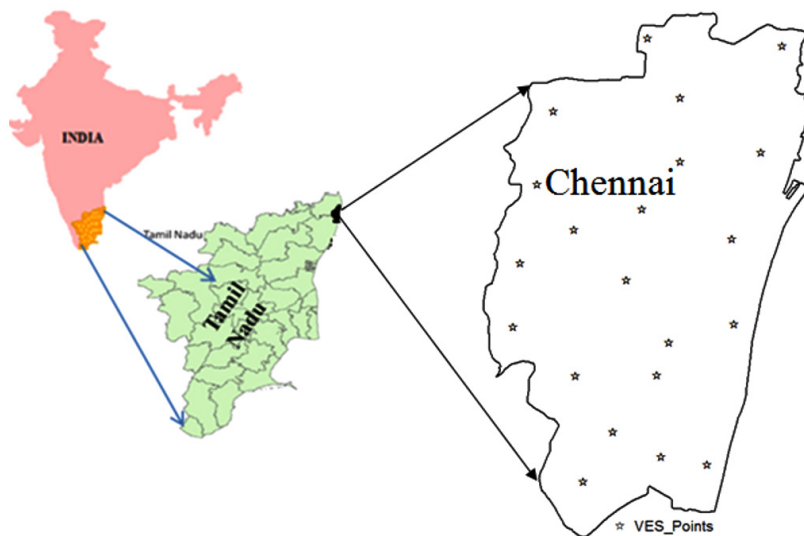 INDIA
Tamil Nadu
Tamil
Nadu
Chennai
VES_Points